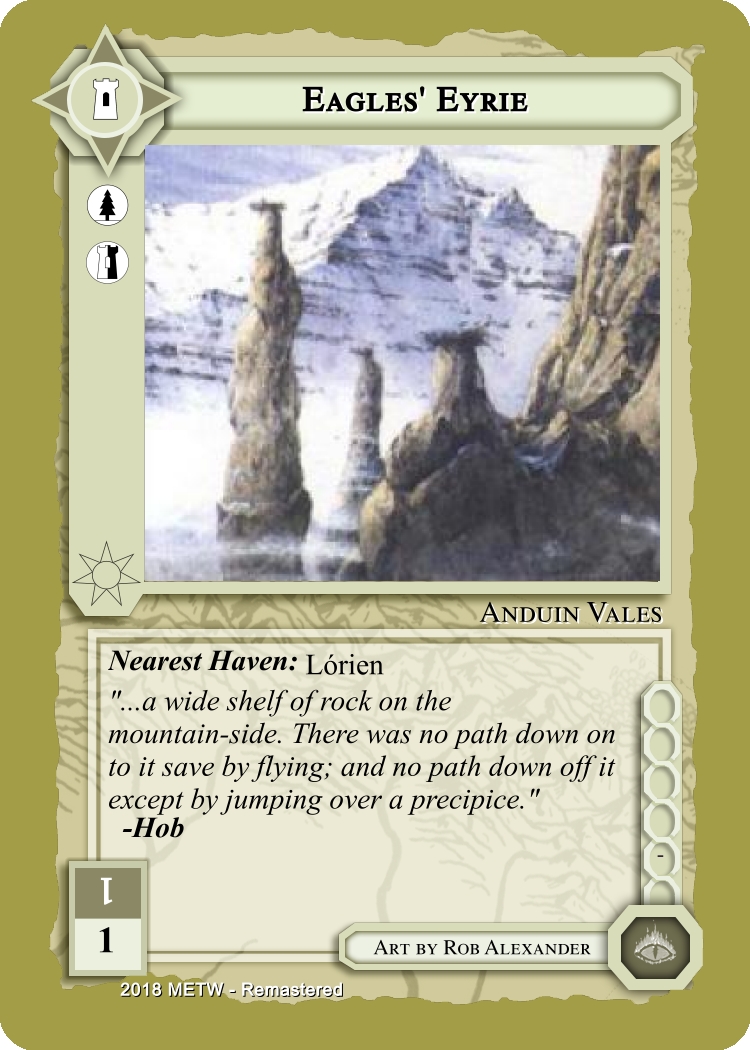 Eagles' Eyrie
Anduin Vales
Nearest Haven: Lórien
"...a wide shelf of rock on the
mountain-side. There was no path down on
to it save by flying; and no path down off it
except by jumping over a precipice."
-Hob
-
1
1
Art by Rob Alexander
2018 METW - Remastered